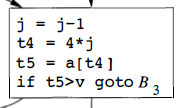 j = j-1
t4 = 4*j
t5 = a[t4]
if t5>v goto B3